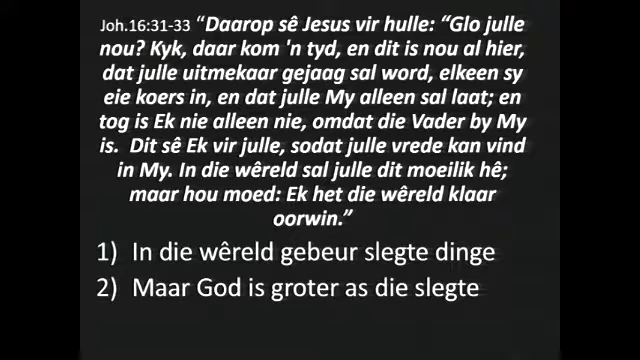 Joh.16:31-33 “Daarop sê Jesus vir hulle: “Glo julle
nou? Kyk, daar kom 'n tyd, en dit is nou al hier,
dat julle uitmekaar gejaag sal word, elkeen sy
eie koers in, en dat julle My alleen sal laat; en
tog is Ek nie alleen nie, omdat die Vader by My
is. Dit sê Ek vir julle, sodat julle vrede kan vind
in My. In die wêreld sal julle dit moeilik hê;
maar hou moed: Ek het die wêreld klaar
oorwin.”
1) In die wêreld gebeur slegte dinge
2) Maar God is groter as die slegte